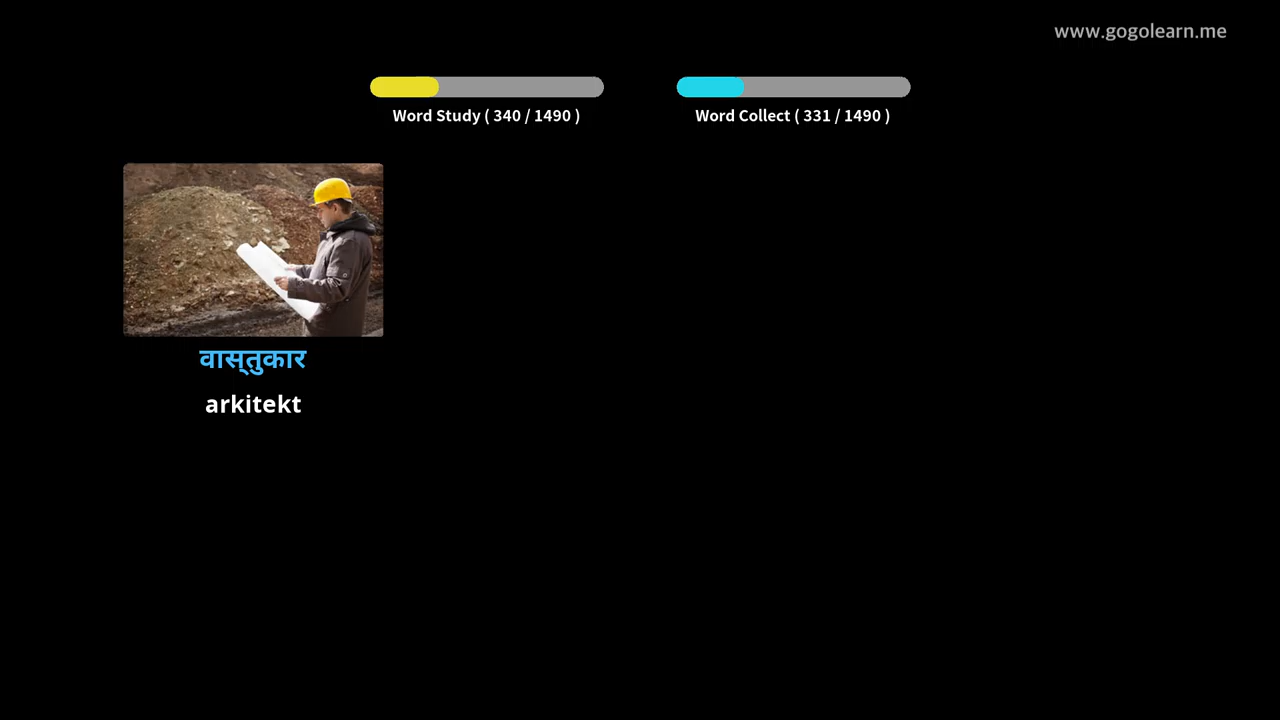 www.gogolearn.me
Word Study ( 340 / 1490 )
Word Collect ( 331 / 1490 )
वास्तुकार
arkitekt